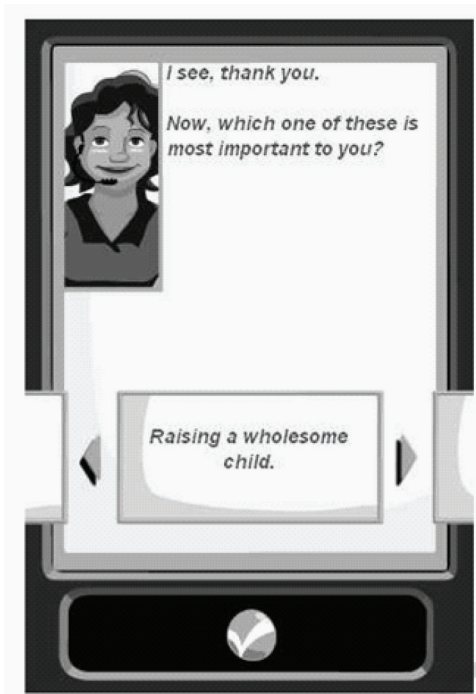 I see, thank you.
Now, which one of these is
most important to you?
Raising a wholesome
child.